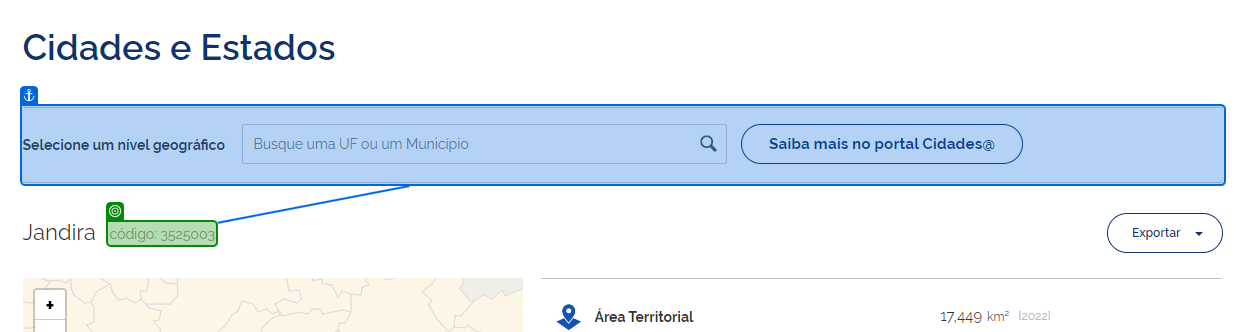 Cidades e Estados
Selecione um nível geográfico
Busque uma UF ou um Município
Saiba mais no portal Cidades@
Jandira
código: 3525003
Exportar
+
Área Territorial
17,449 km² [2022]